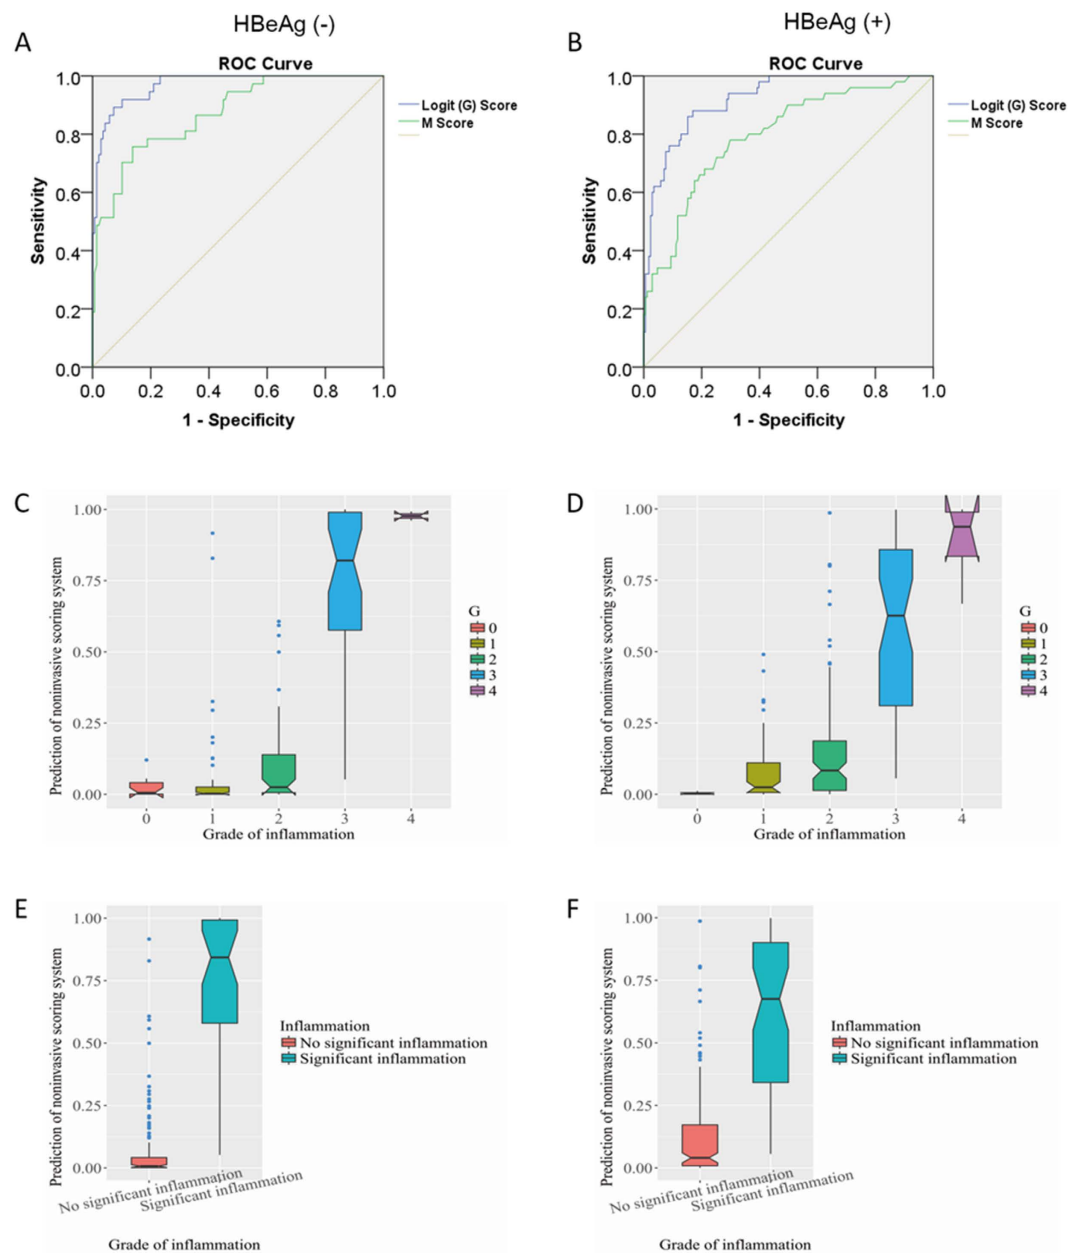 HBeAg (-)
HBeAg (+)
A
B
ROC Curve
1.0
0.8
0.6
0.4
0.2
0.0
Sensitivity
0.0 0.2 0.4 0.6 0.8 1.0
1 - Specificity
Logit (G) Score
M Score
ROC Curve
1.0
0.8
0.6
0.4
0.2
0.0
Sensitivity
0.0 0.2 0.4 0.6 0.8 1.0
1 - Specificity
Logit (G) Score
M Score
C
Prediction of noninvasive scoring system
1.00
0.75
0.50
0.25
0.00
0 1 2 3 4
Grade of inflammation
G
0
1
2
3
4
D
Prediction of noninvasive scoring system
1.00
0.75
0.50
0.25
0.00
0 1 2 3 4
Grade of inflammation
G
0
1
2
3
4
E
Prediction of noninvasive scoring system
1.00
0.75
0.50
0.25
0.00
No significant inflammation
Significant inflammation
Grade of inflammation
Inflammation
No significant inflammation
Significant inflammation
F
Prediction of noninvasive scoring system
1.00
0.75
0.50
0.25
0.00
No significant inflammation
Significant inflammation
Grade of inflammation
Inflammation
No significant inflammation
Significant inflammation